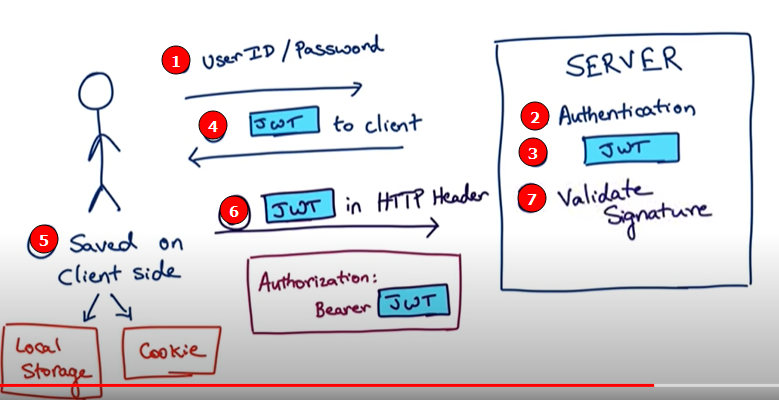 1 UserID / Password
4 JWT to client
6 JWT in HTTP Header
Authorization:
Bearer JWT
5 Saved on
Client side
Local
Storage
Cookie
SERVER
2 Authentication
3 JWT
7 Validate
Signature